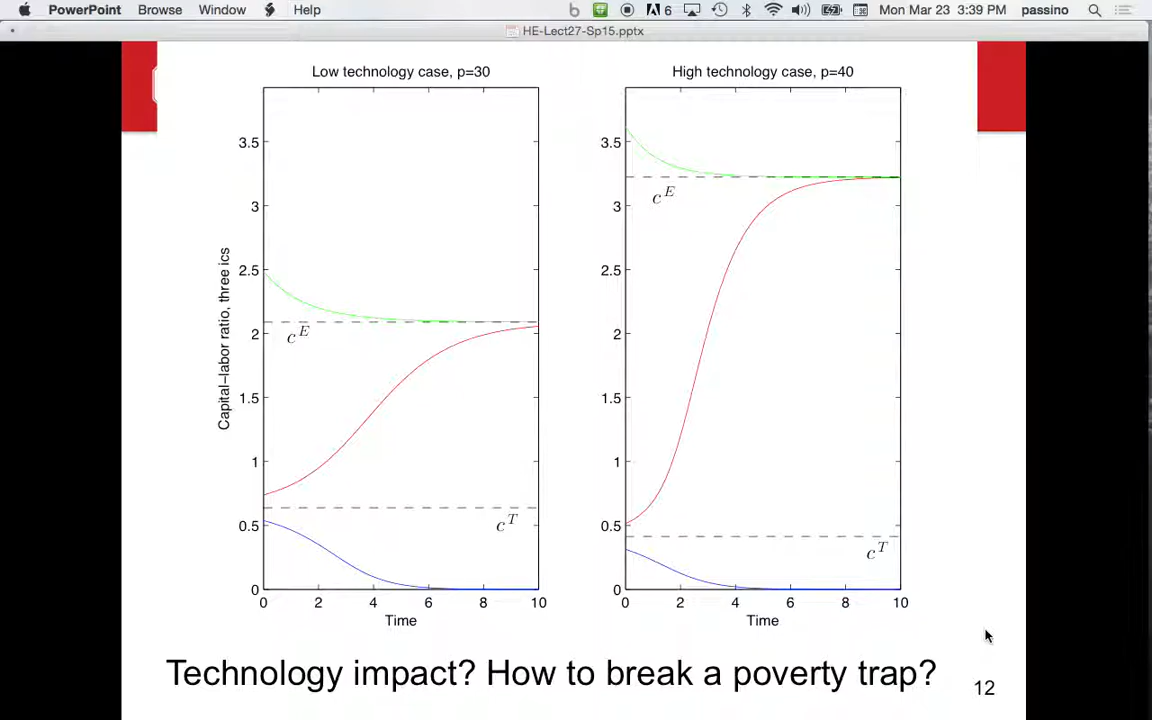 PowerPoint Browse Window Help 6 Mon Mar 23 3:39 PM passino
HE-Lect27-Sp15.pptx
Low technology case, p=30
High technology case, p=40
Capital-labor ratio, three ics
3.5
3
2.5
2
1.5
1
0.5
0
c^E
c^T
0 2 4 6 8 10
Time
3.5
3
2.5
2
1.5
1
0.5
0
c^E
c^T
0 2 4 6 8 10
Time
Technology impact? How to break a poverty trap?
12